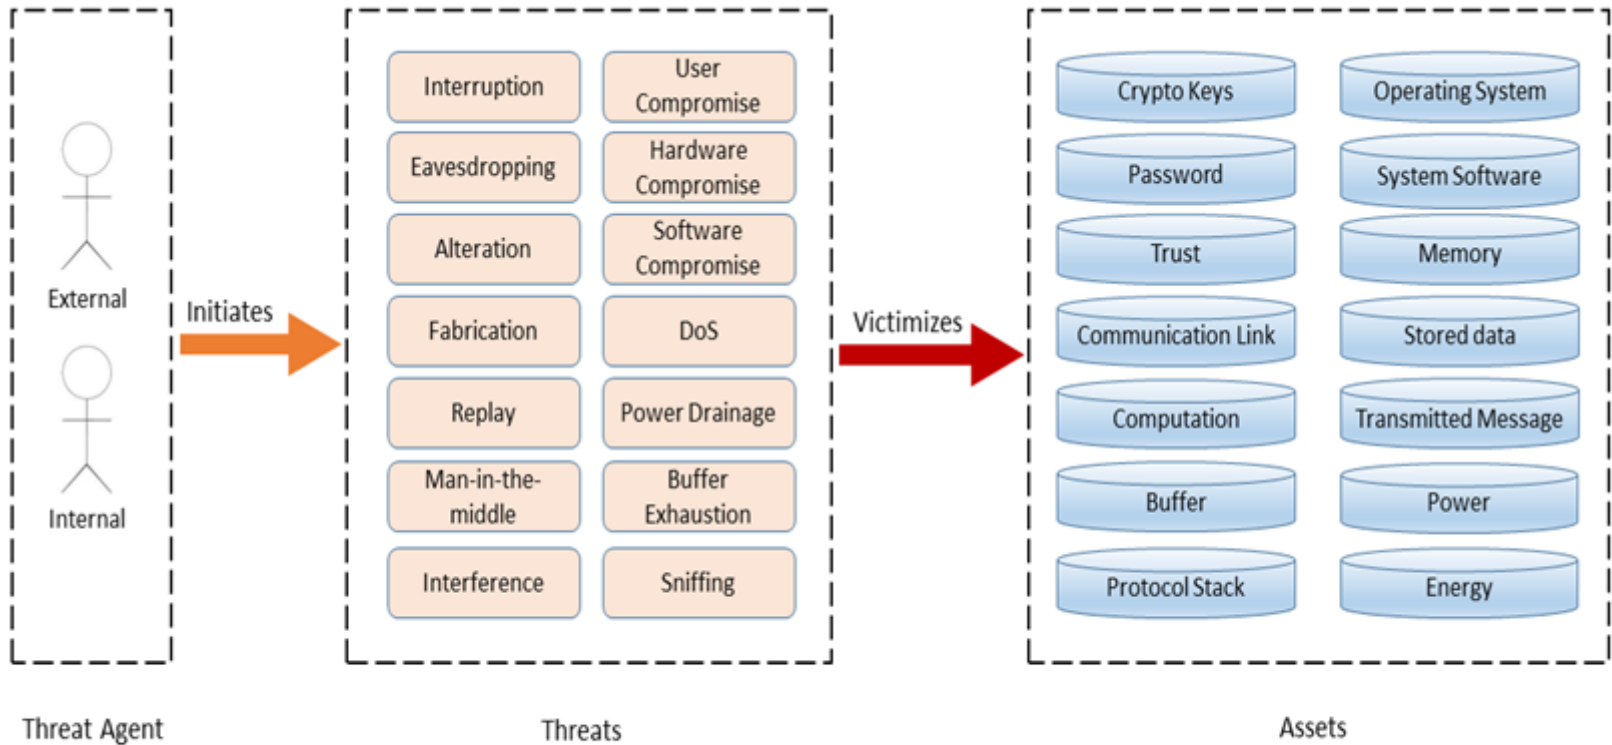 External
Internal
Threat Agent
Initiates
Interruption
User
Compromise
Eavesdropping
Hardware
Compromise
Alteration
Software
Compromise
Fabrication
DoS
Replay
Power Drainage
Man-in-the-
middle
Buffer
Exhaustion
Interference
Sniffing
Threats
Victimizes
Crypto Keys
Operating System
Password
System Software
Trust
Memory
Communication Link
Stored data
Computation
Transmitted Message
Buffer
Power
Protocol Stack
Energy
Assets